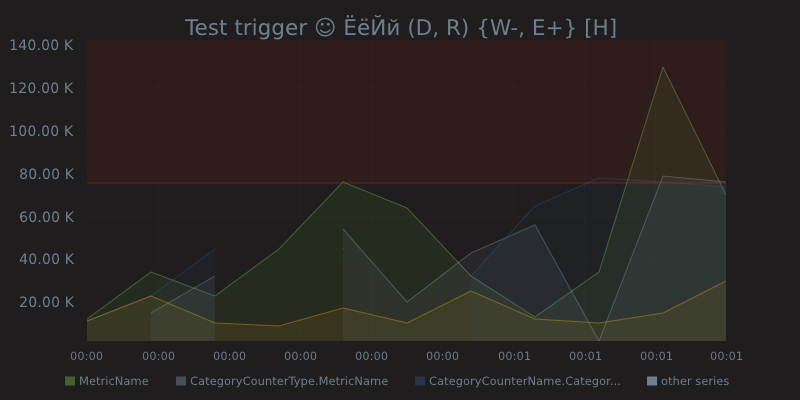 Test trigger ☺ ЁёЙй (D, R) {W-, E+} [H]
140.00 K
120.00 K
100.00 K
80.00 K
60.00 K
40.00 K
20.00 K
00:00 00:00 00:00 00:00 00:00 00:00 00:01 00:01 00:01 00:01
MetricName CategoryCounterType.MetricName CategoryCounterName.Categor... other series